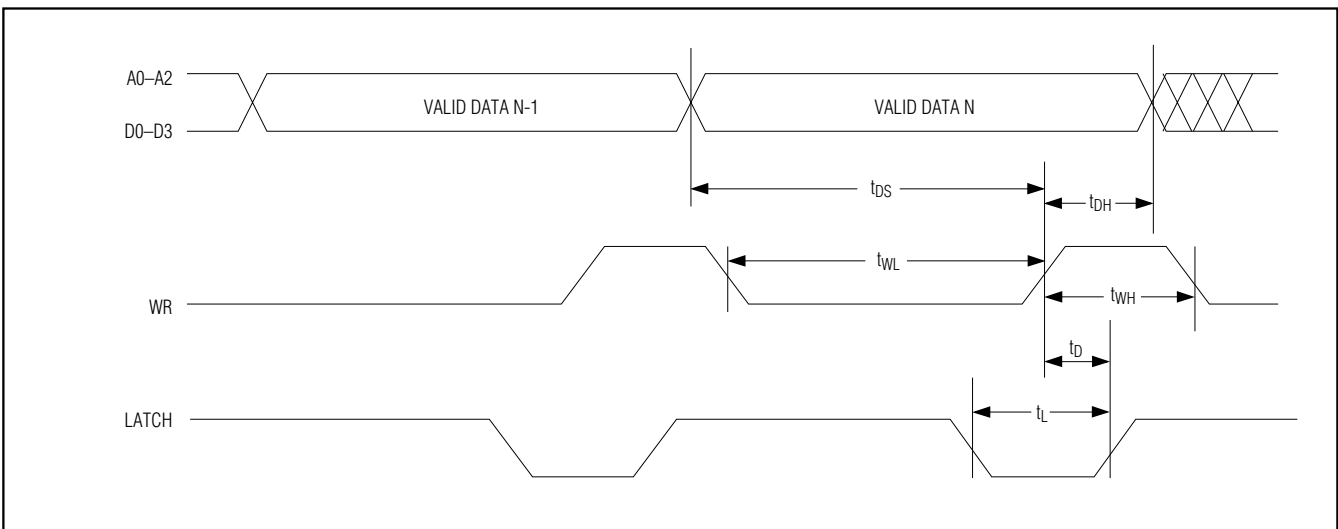 A0–A2
VALID DATA N-1
VALID DATA N
D0–D3
tDS
tDH
tWL
tWH
WR
tD
LATCH
tL